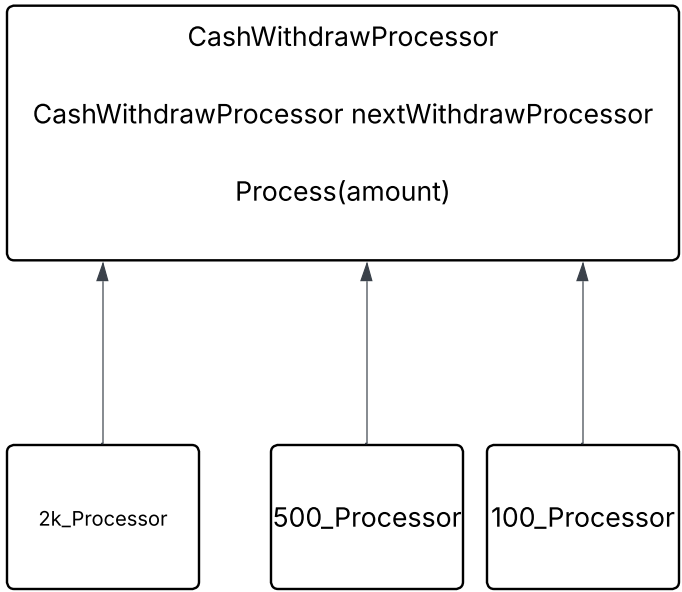 CashWithdrawProcessor
CashWithdrawProcessor nextWithdrawProcessor
Process(amount)
2k_Processor
500_Processor
100_Processor